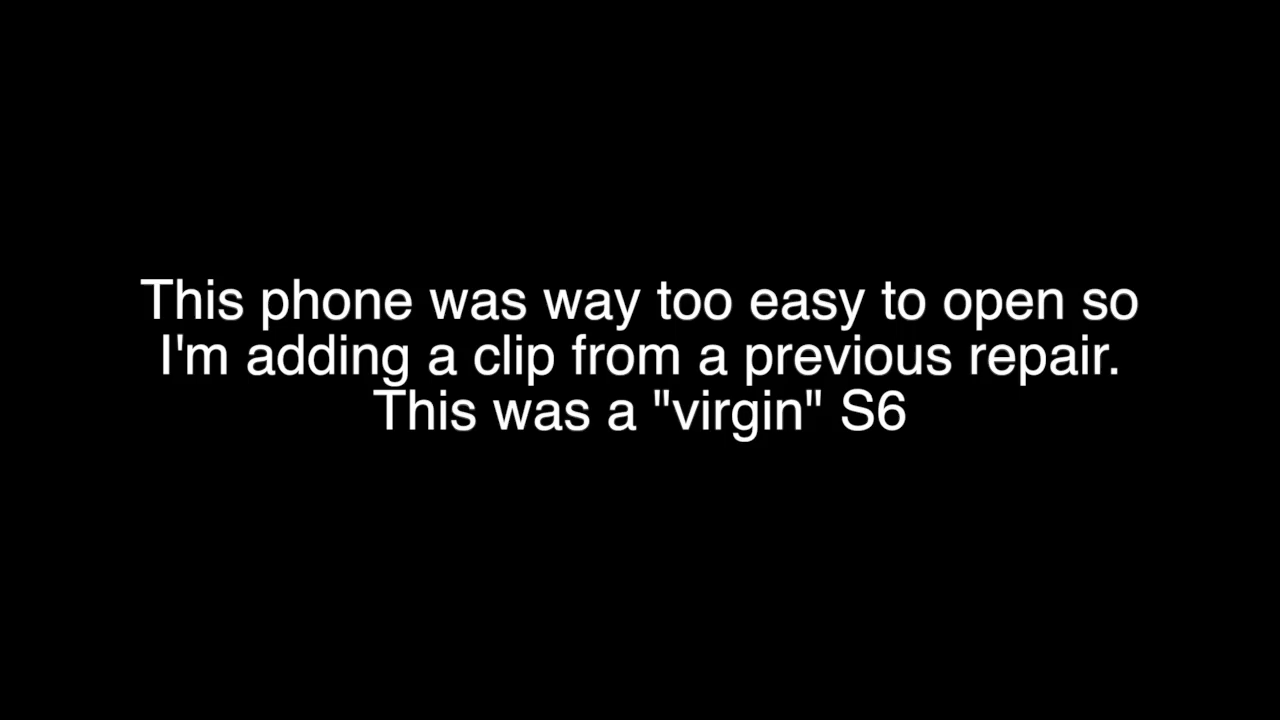 This phone was way too easy to open so
I'm adding a clip from a previous repair.
This was a "virgin" S6